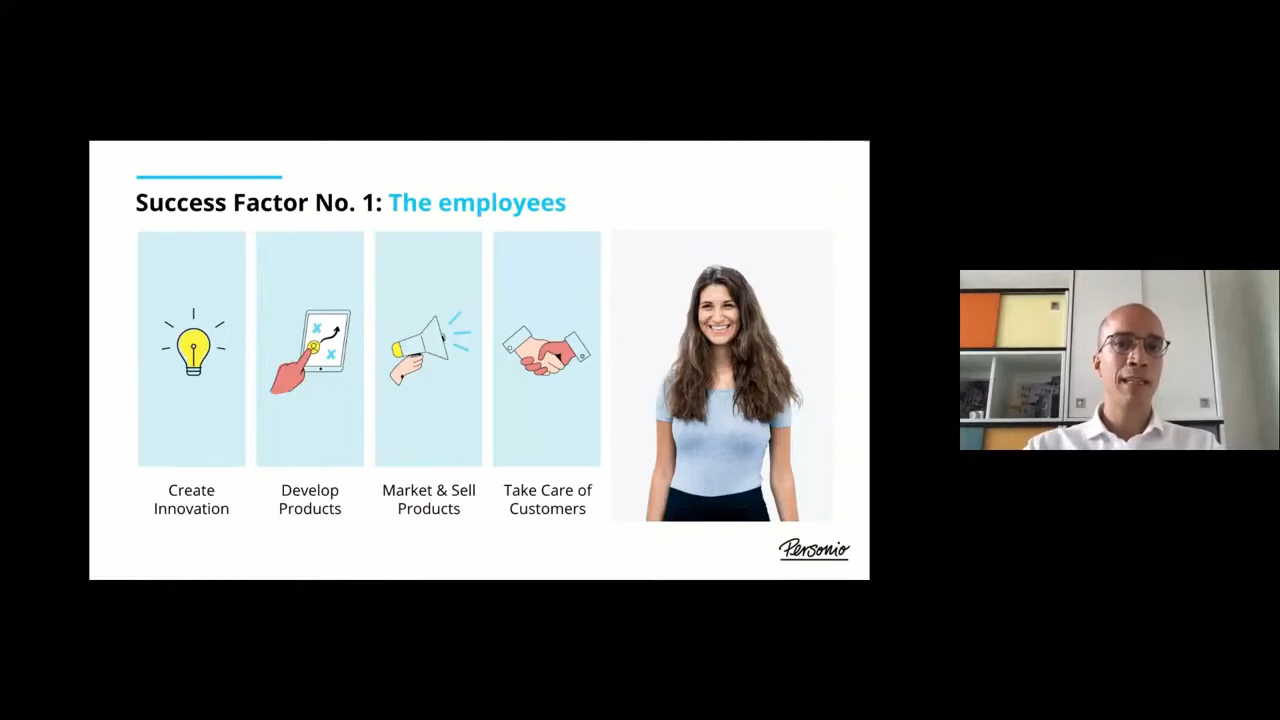 Success Factor No. 1: The employees
Create
Innovation
Develop
Products
Market & Sell
Products
Take Care of
Customers
Personio